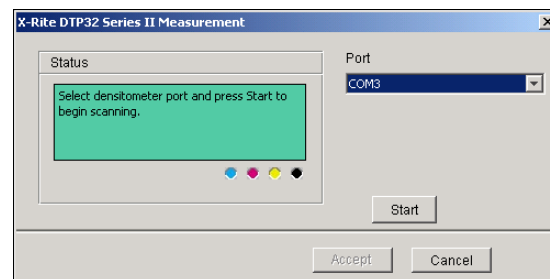 X-Rite DTP32 Series II Measurement
Status
Select densitometer port and press Start to
begin scanning.
Port
COM3
Start
Accept
Cancel